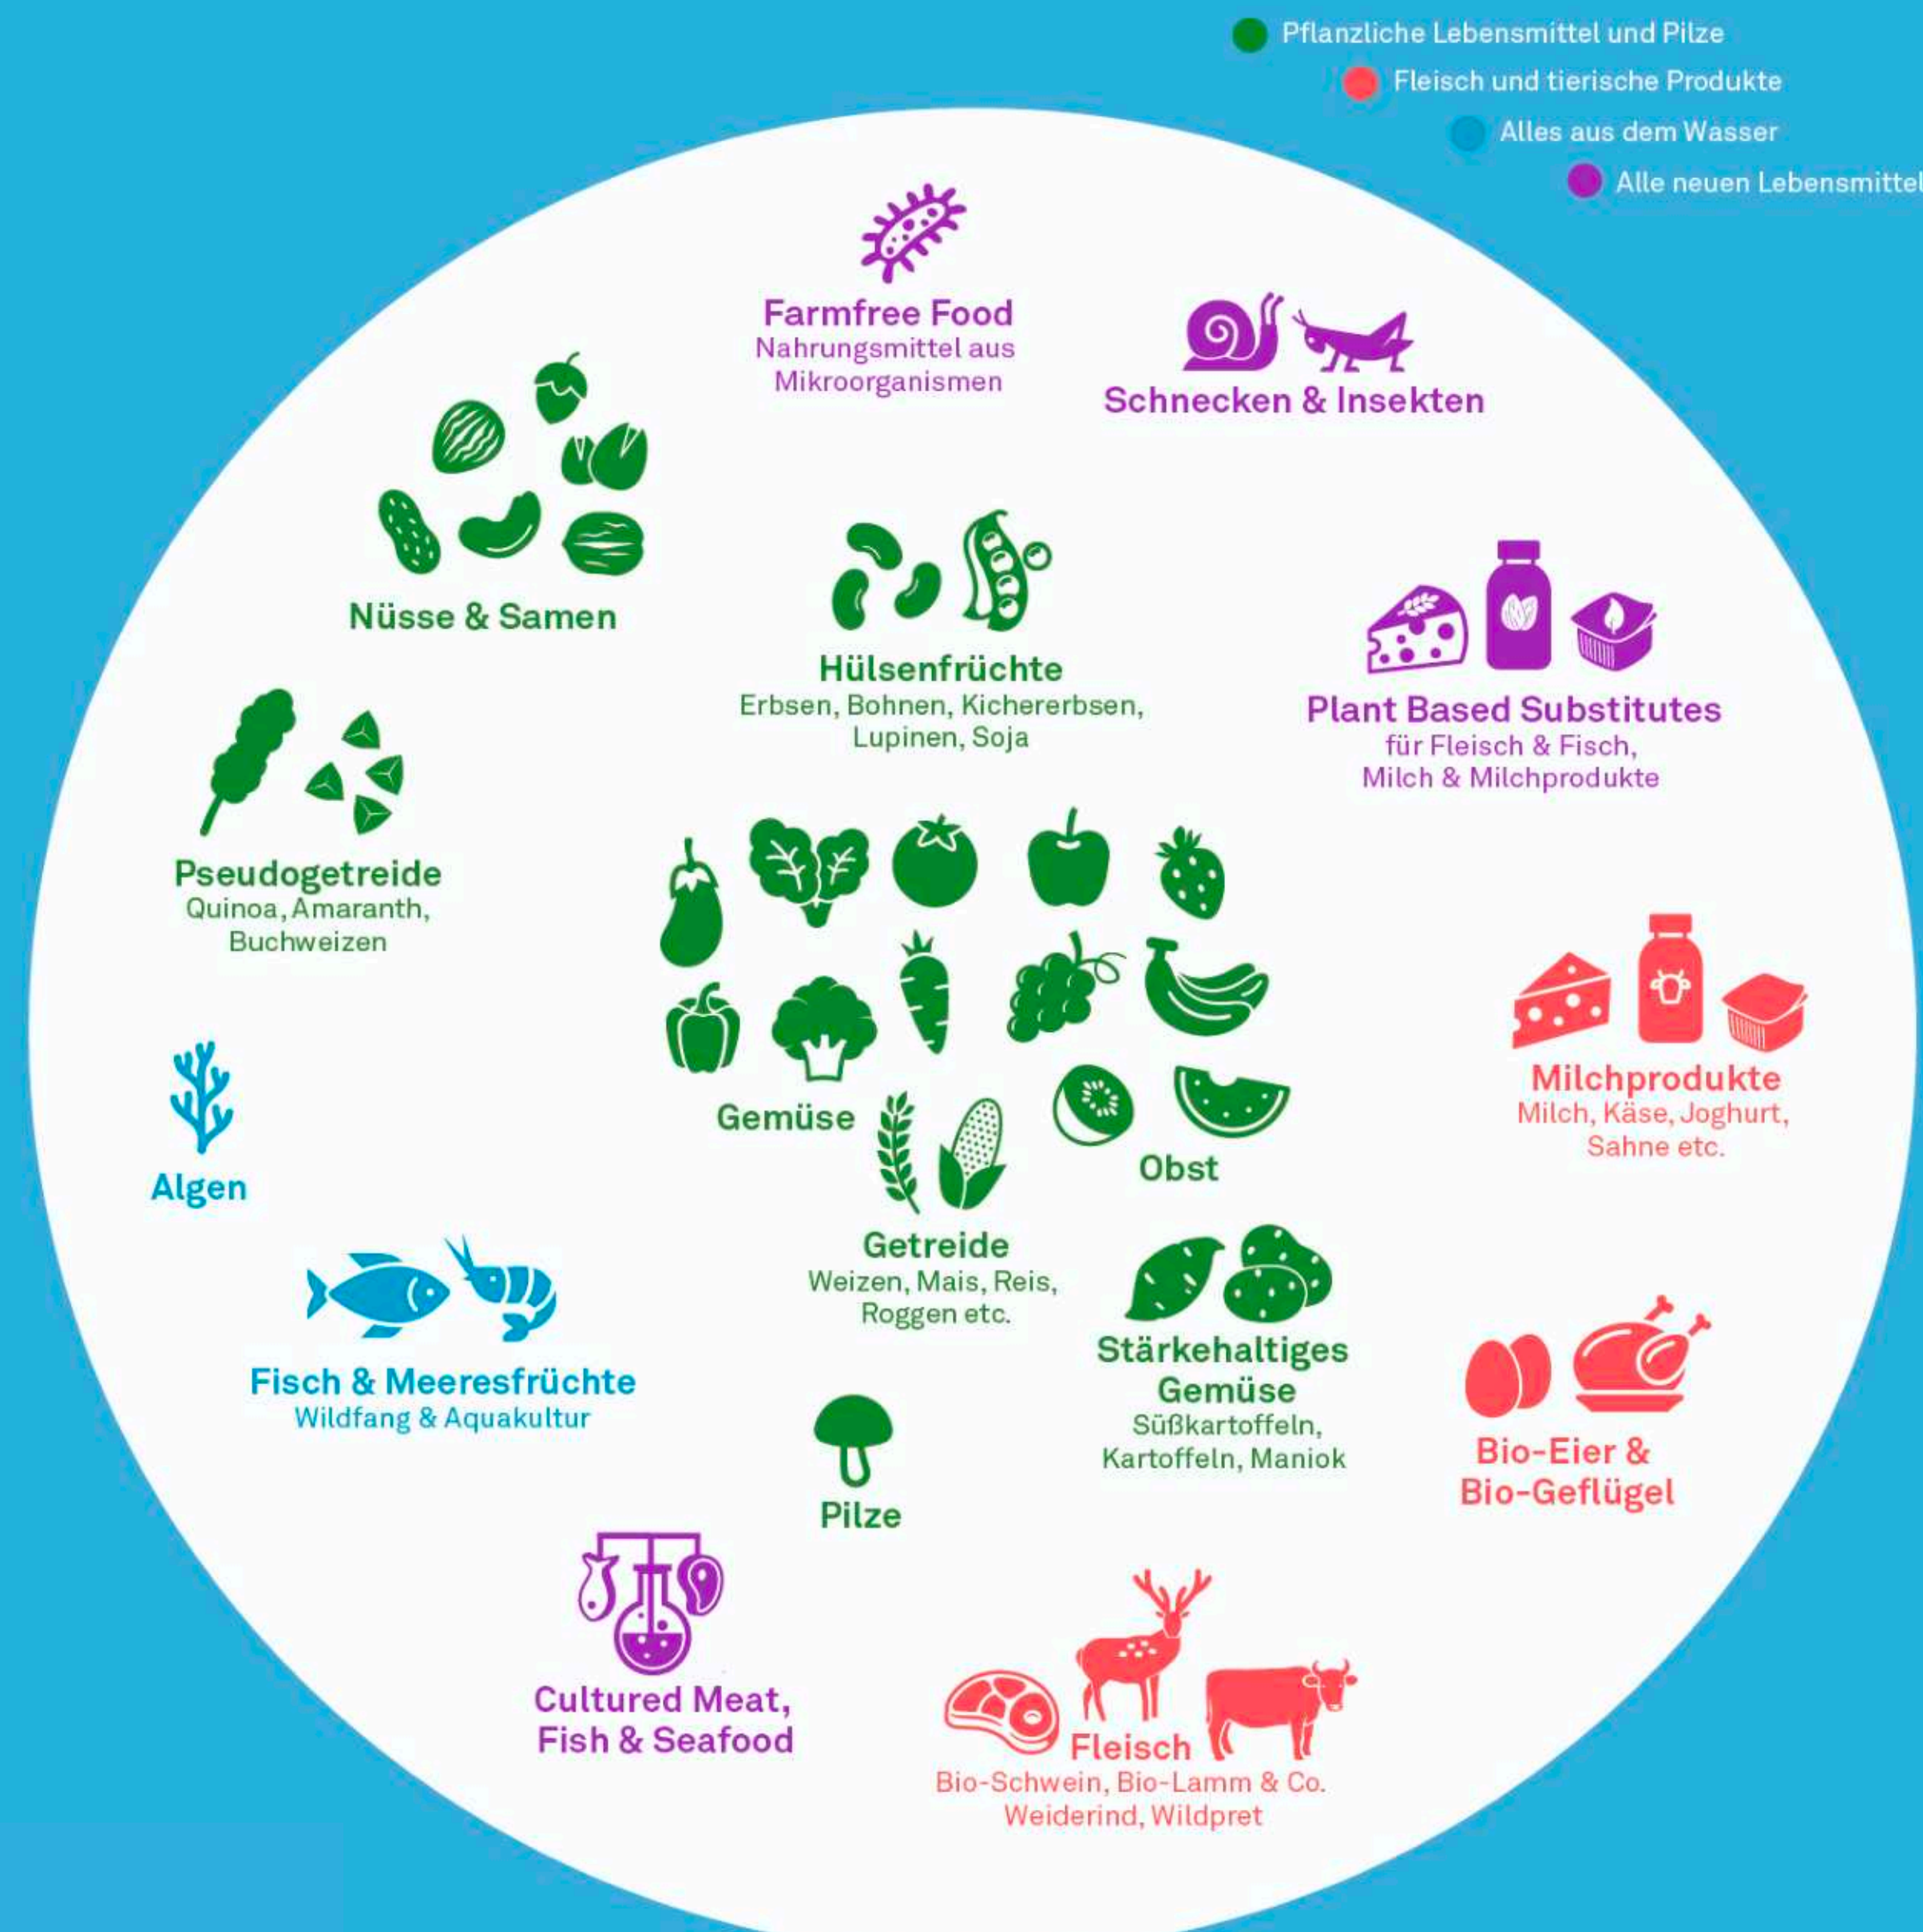 Pflanzliche Lebensmittel und Pilze
Fleisch und tierische Produkte
Alles aus dem Wasser
Alle neuen Lebensmittel
Farmfree Food
Nahrungsmittel aus
Mikroorganismen
Schnecken & Insekten
Nüsse & Samen
Hülsenfrüchte
Erbsen, Bohnen, Kichererbsen,
Lupinen, Soja
Plant Based Substitutes
für Fleisch & Fisch,
Milch & Milchprodukte
Pseudogetreide
Quinoa, Amaranth,
Buchweizen
Milchprodukte
Milch, Käse, Joghurt,
Sahne etc.
Gemüse
Obst
Algen
Getreide
Weizen, Mais, Reis,
Roggen etc.
Stärkehaltiges
Gemüse
Süßkartoffeln,
Kartoffeln, Maniok
Fisch & Meeresfrüchte
Wildfang & Aquakultur
Bio-Eier &
Bio-Geflügel
Pilze
Cultured Meat,
Fish & Seafood
Fleisch
Bio-Schwein, Bio-Lamm & Co.
Weiderind, Wildpret